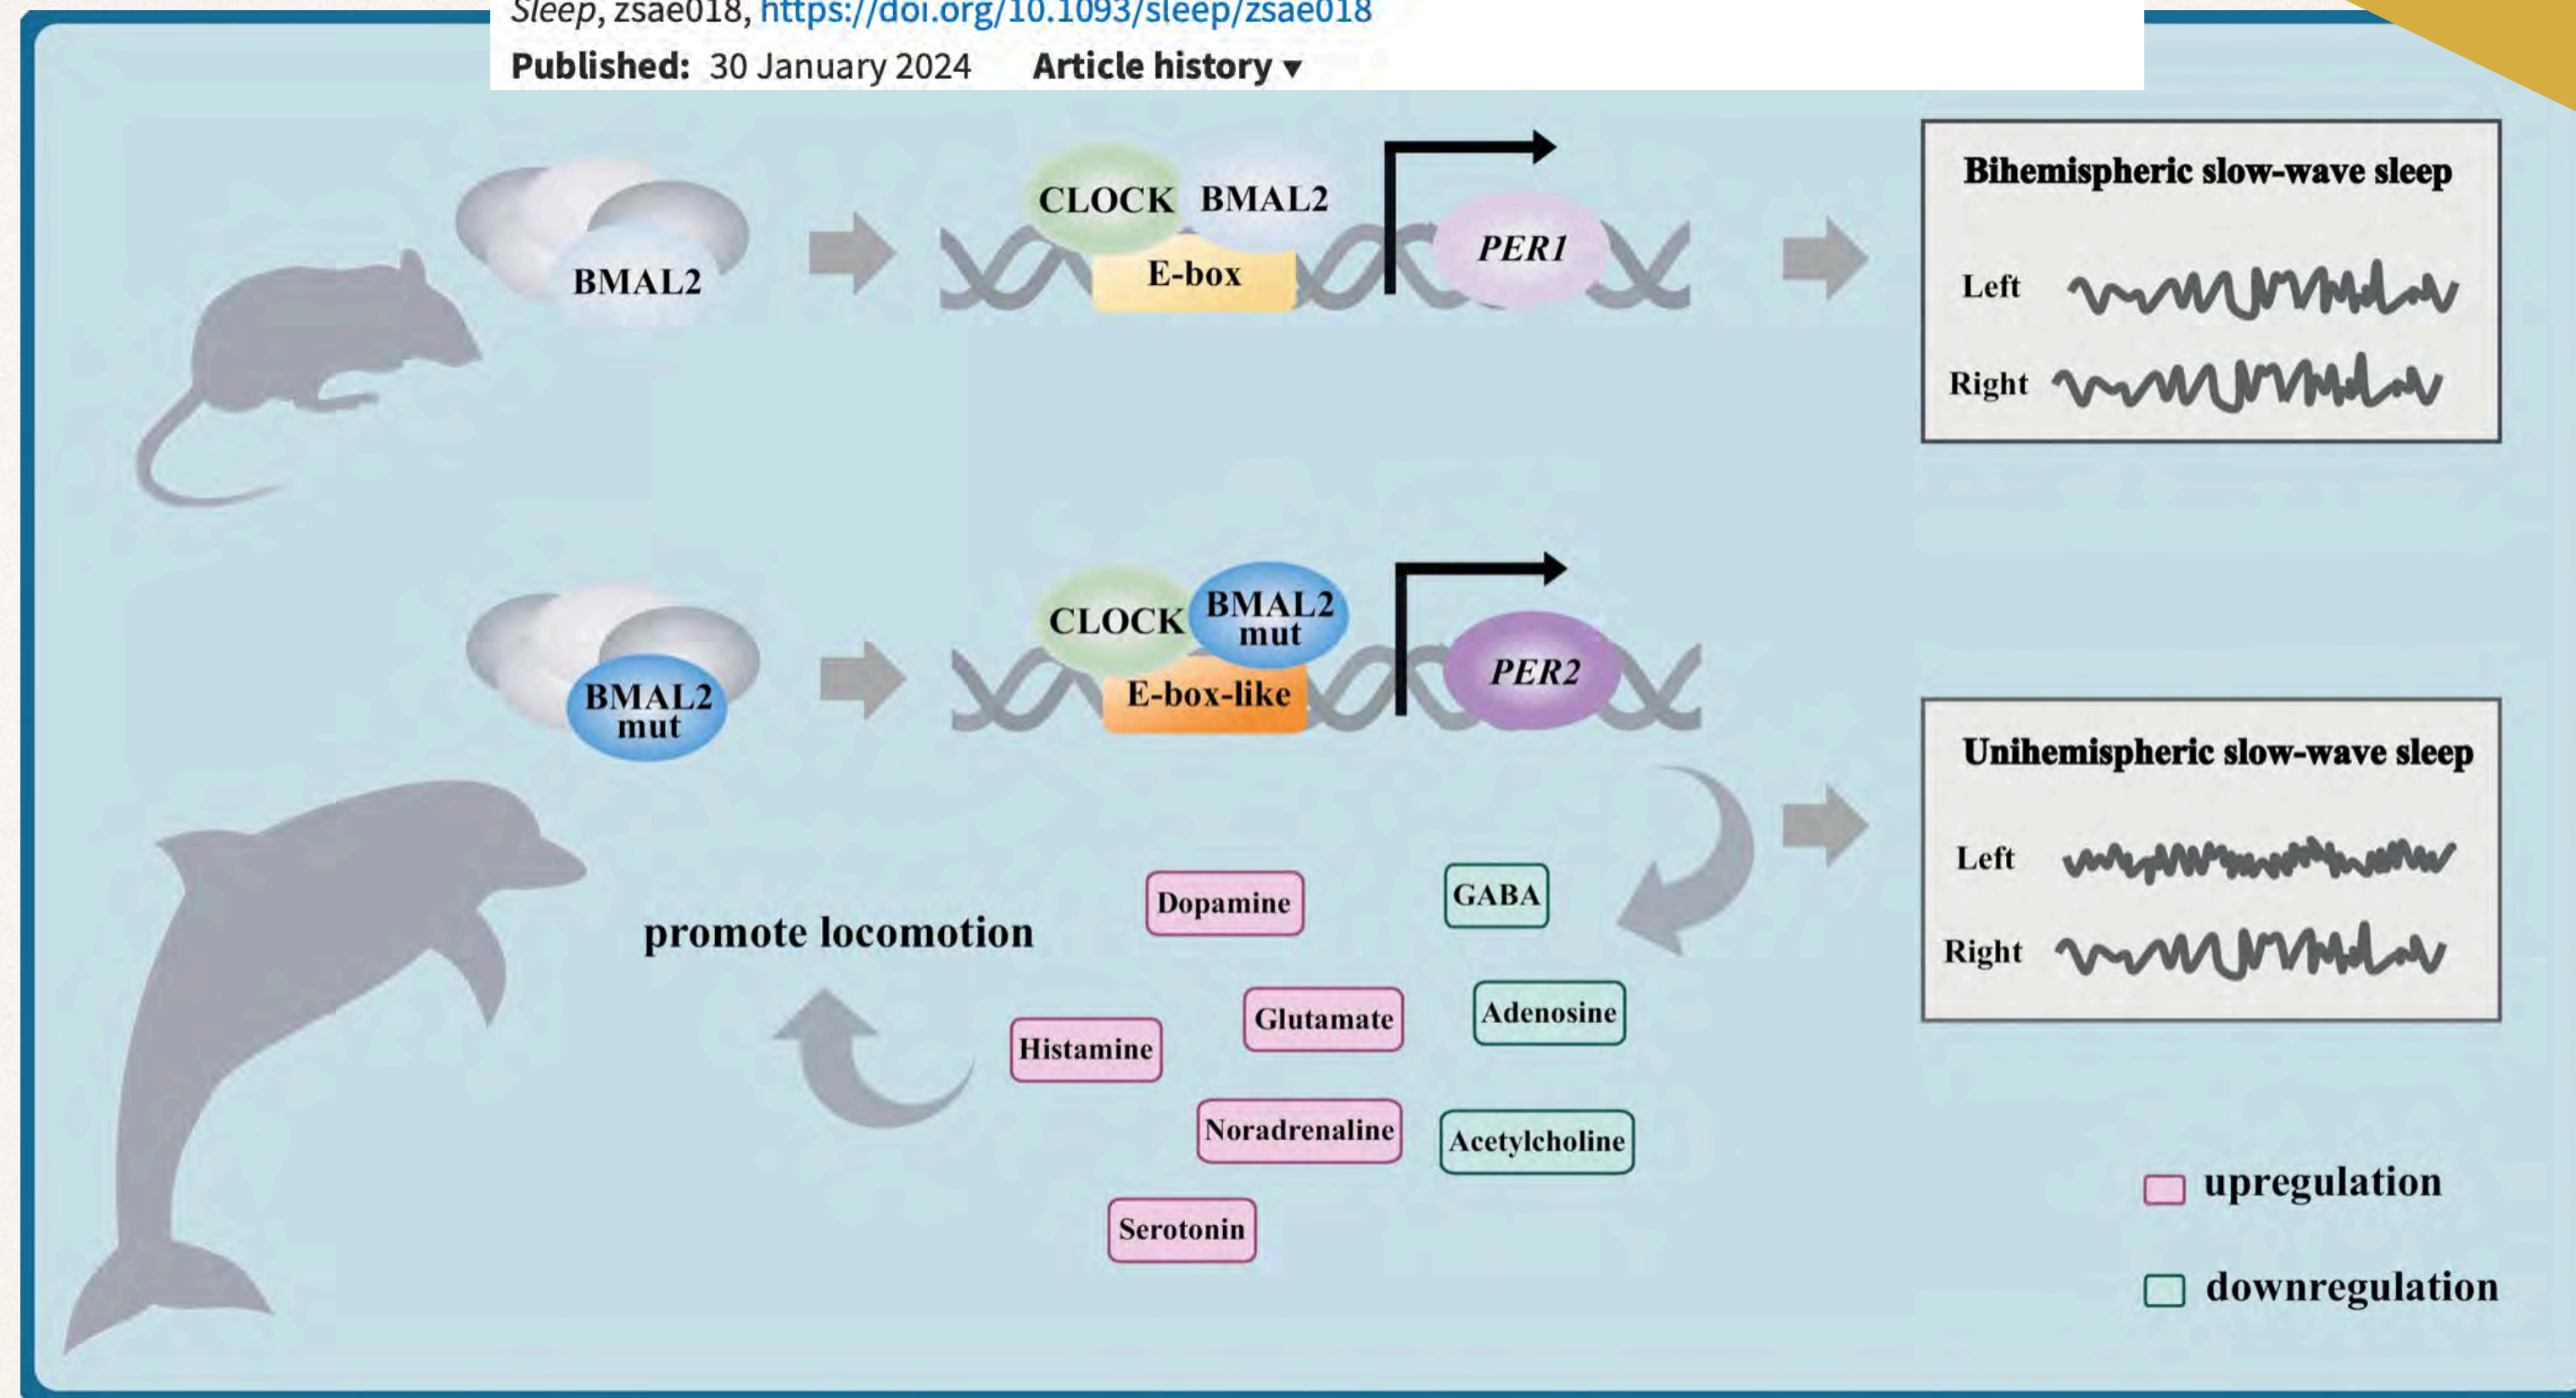 Sleep, zsae018, https://doi.org/10.1093/sleep/zsae018
Published: 30 January 2024 Article history ▾
BMAL2
CLOCK BMAL2
E-box
PER1
Bihemispheric slow-wave sleep
Left
Right
BMAL2
mut
CLOCK
BMAL2
mut
E-box-like
PER2
Unihemispheric slow-wave sleep
Left
Right
promote locomotion
Dopamine
GABA
Glutamate
Adenosine
Histamine
Noradrenaline
Acetylcholine
Serotonin
upregulation
downregulation